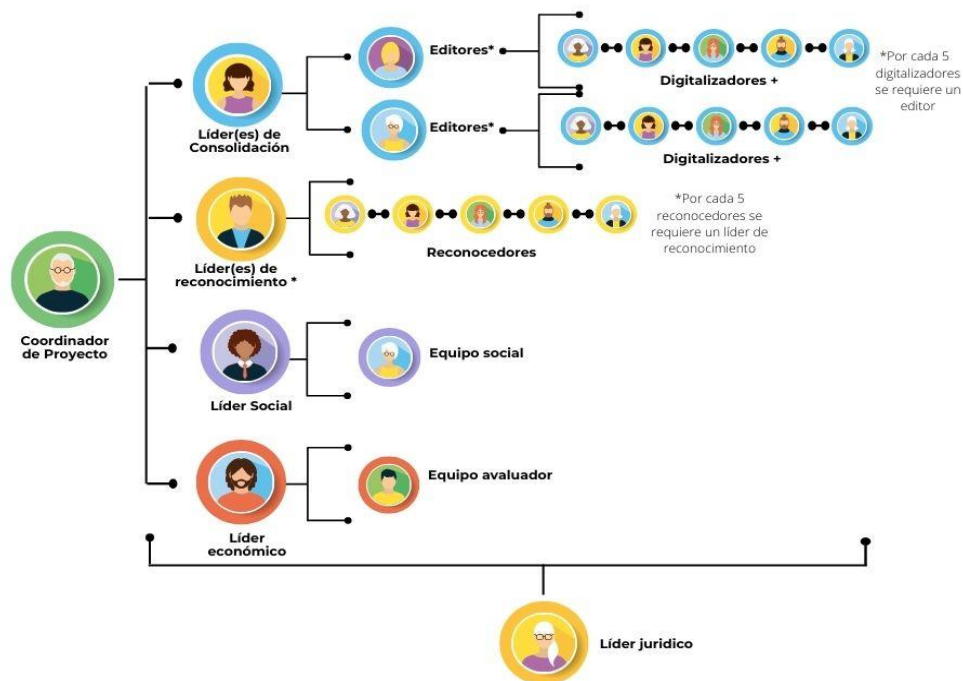 Editores*
Digitalizadores +
*Por cada 5
digitalizadores
se requiere un
editor
Líder(es) de
Consolidación
Editores*
Digitalizadores +
Líder(es) de
reconocimiento *
Reconocedores
*Por cada 5
reconocedores se
requiere un líder de
reconocimiento
Coordinador
de Proyecto
Líder Social
Equipo social
Líder
económico
Equipo avaluador
Líder juridico